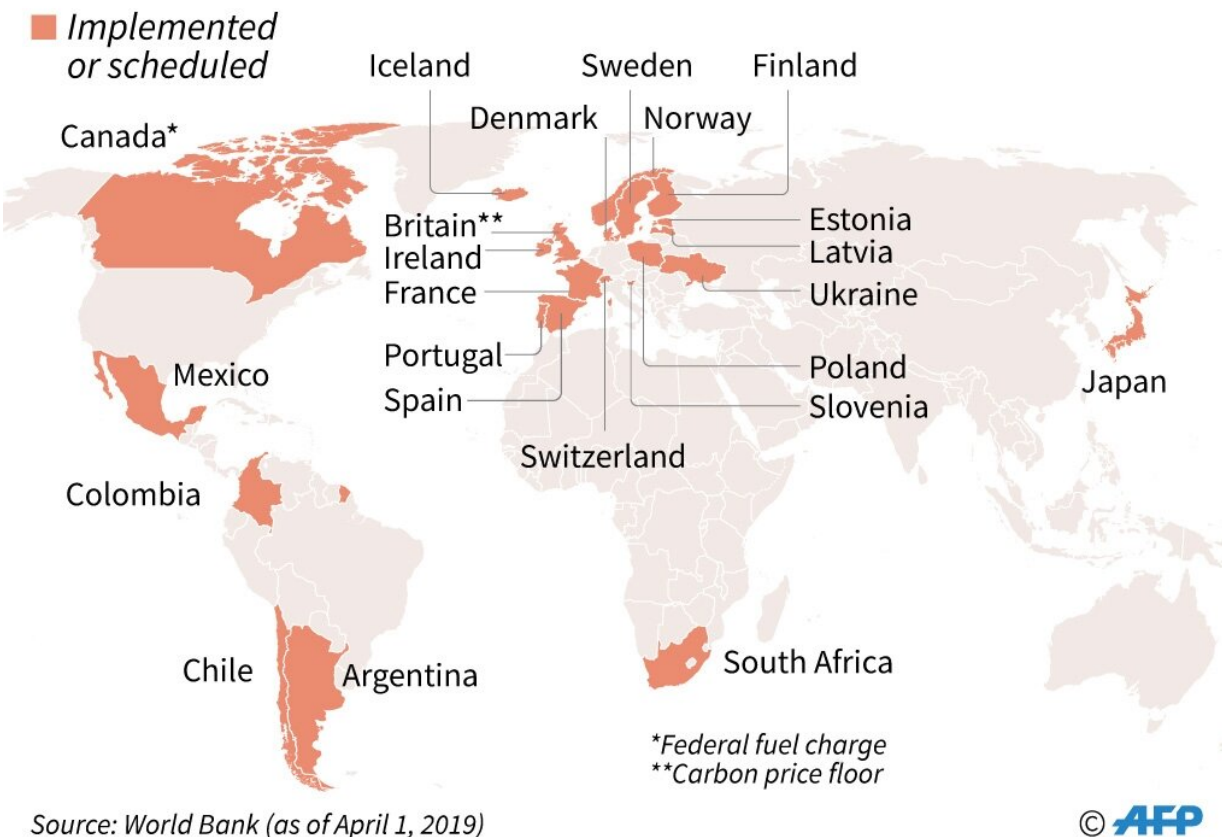 Implemented
or scheduled
Iceland
Sweden
Finland
Denmark
Norway
Canada*
Britain**
Ireland
France
Portugal
Spain
Switzerland
Estonia
Latvia
Ukraine
Poland
Slovenia
Japan
Mexico
Colombia
Chile
Argentina
South Africa
*Federal fuel charge
**Carbon price floor
Source: World Bank (as of April 1, 2019)
© AFP